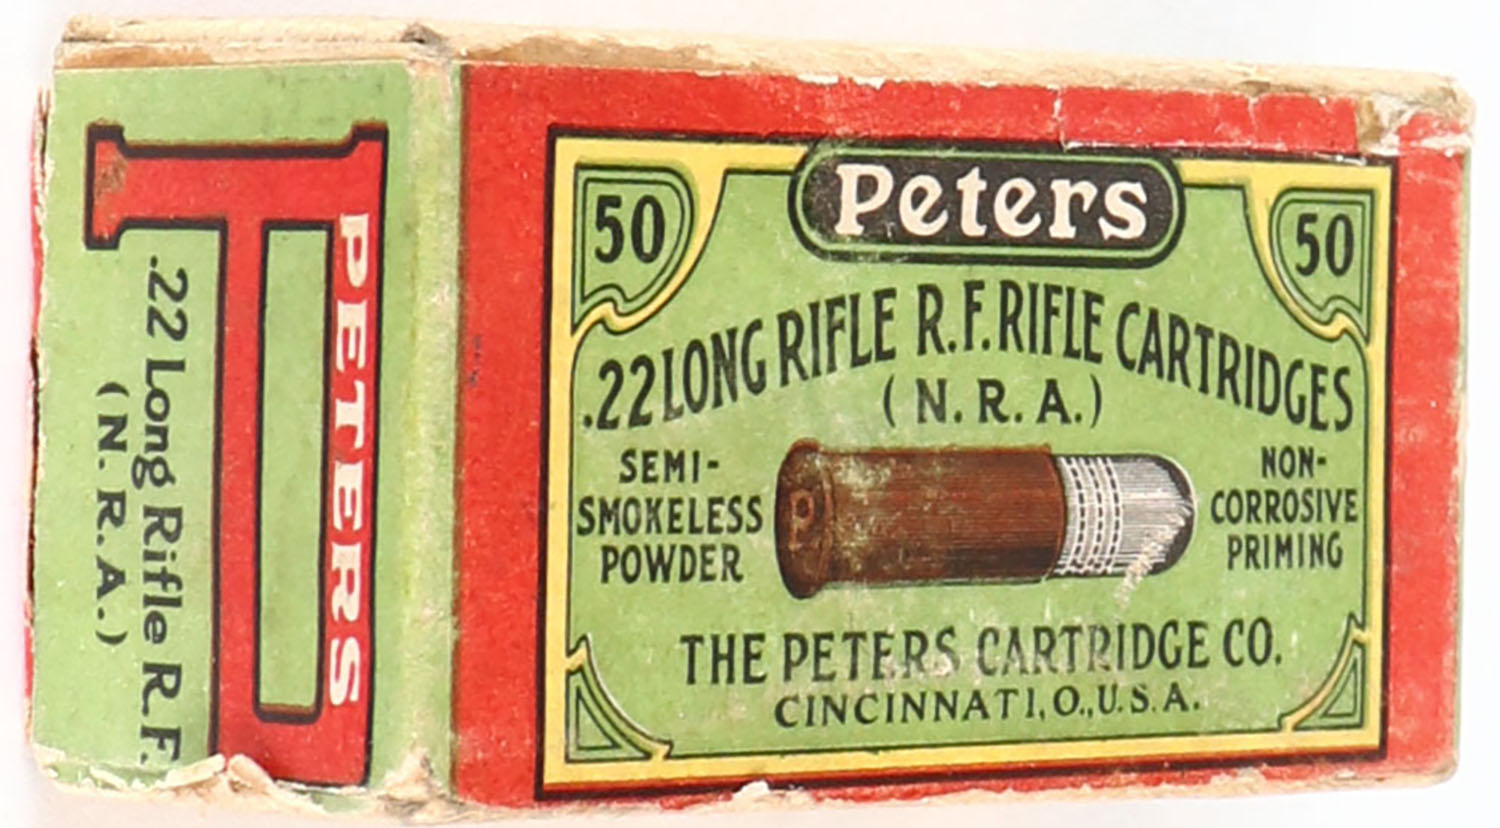 PETERS
.22 Long Rifle R.F.
(N.R.A.)
Peters
50
50
.22 LONG RIFLE R.F. RIFLE CARTRIDGES
(N.R.A.)
SEMI-
SMOKELESS
POWDER
NON-
CORROSIVE
PRIMING
THE PETERS CARTRIDGE CO.
CINCINNATI, O., U.S.A.